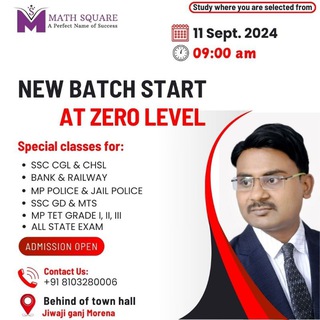 Study where you are selected from
MATH SQUARE
A Perfect Name of Success
11 Sept. 2024
09:00 am
NEW BATCH START
AT ZERO LEVEL
Special classes for:
• SSC CGL & CHSL
• BANK & RAILWAY
• MP POLICE & JAIL POLICE
• SSC GD & MTS
• MP TET GRADE I, II, III
• ALL STATE EXAM
ADMISSION OPEN
Contact Us:
+91 8103280006
Behind of town hall
Jiwaji ganj Morena